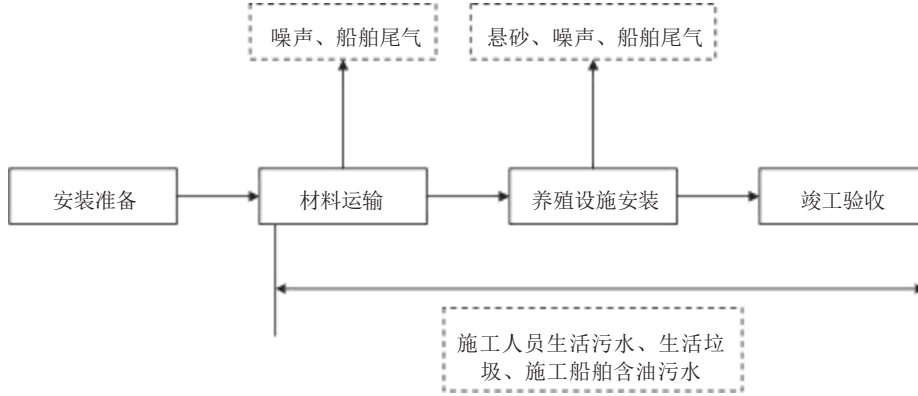 噪声、船舶尾气
悬砂、噪声、船舶尾气
安装准备
材料运输
养殖设施安装
竣工验收
施工人员生活污水、生活垃
圾、施工船舶含油污水